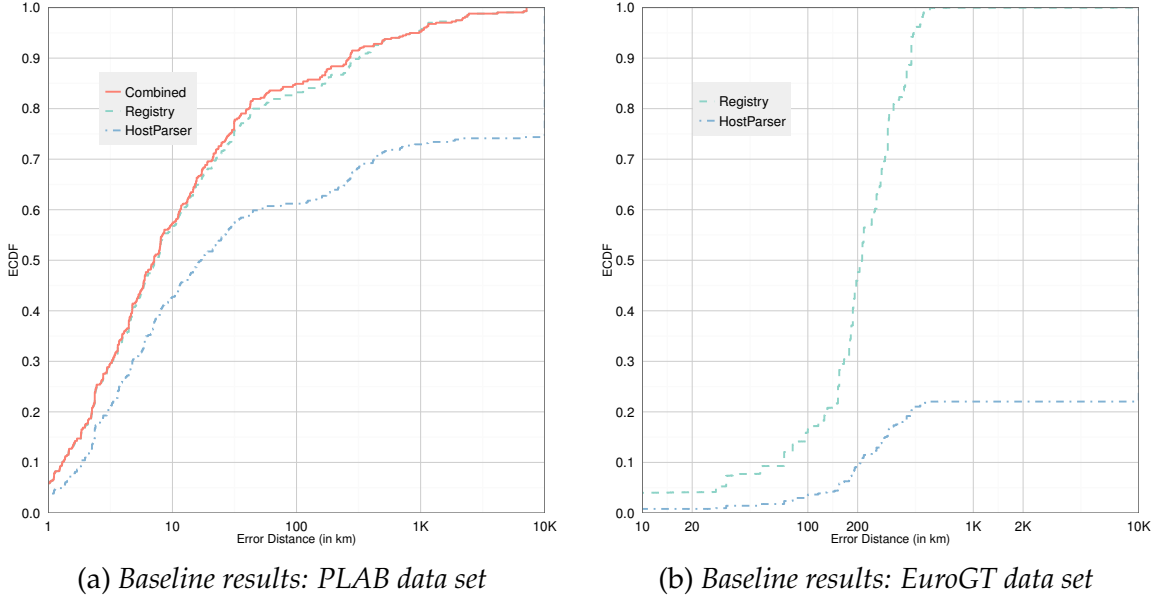 1.0
0.9
0.8
0.7
0.6
0.5
0.4
0.3
0.2
0.1
0.0
ECDF
Combined
Registry
HostParser
1 10 100 1K 10K
Error Distance (in km)
(a) Baseline results: PLAB data set
1.0
0.9
0.8
0.7
0.6
0.5
0.4
0.3
0.2
0.1
0.0
ECDF
Registry
HostParser
10 20 100 200 1K 2K 10K
Error Distance (in km)
(b) Baseline results: EuroGT data set